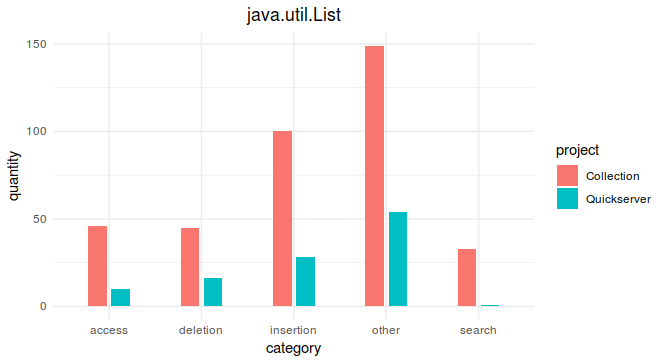 java.util.List
150
100
50
0
quantity
access deletion insertion other search
category
project
Collection
Quickserver